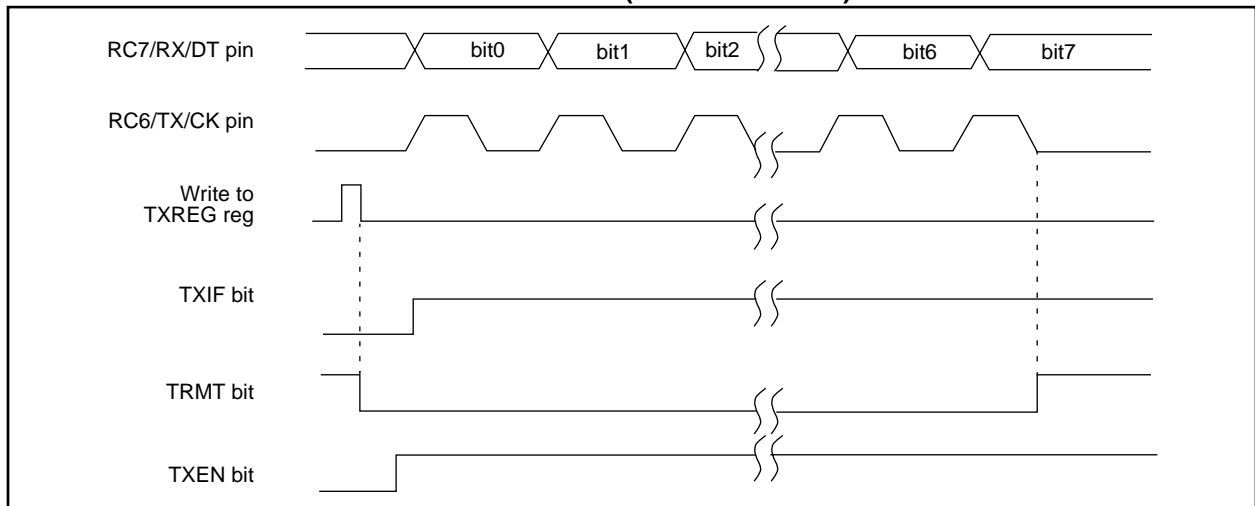 RC7/RX/DT pin
bit0
bit1
bit2
bit6
bit7
RC6/TX/CK pin
Write to
TXREG reg
TXIF bit
TRMT bit
TXEN bit